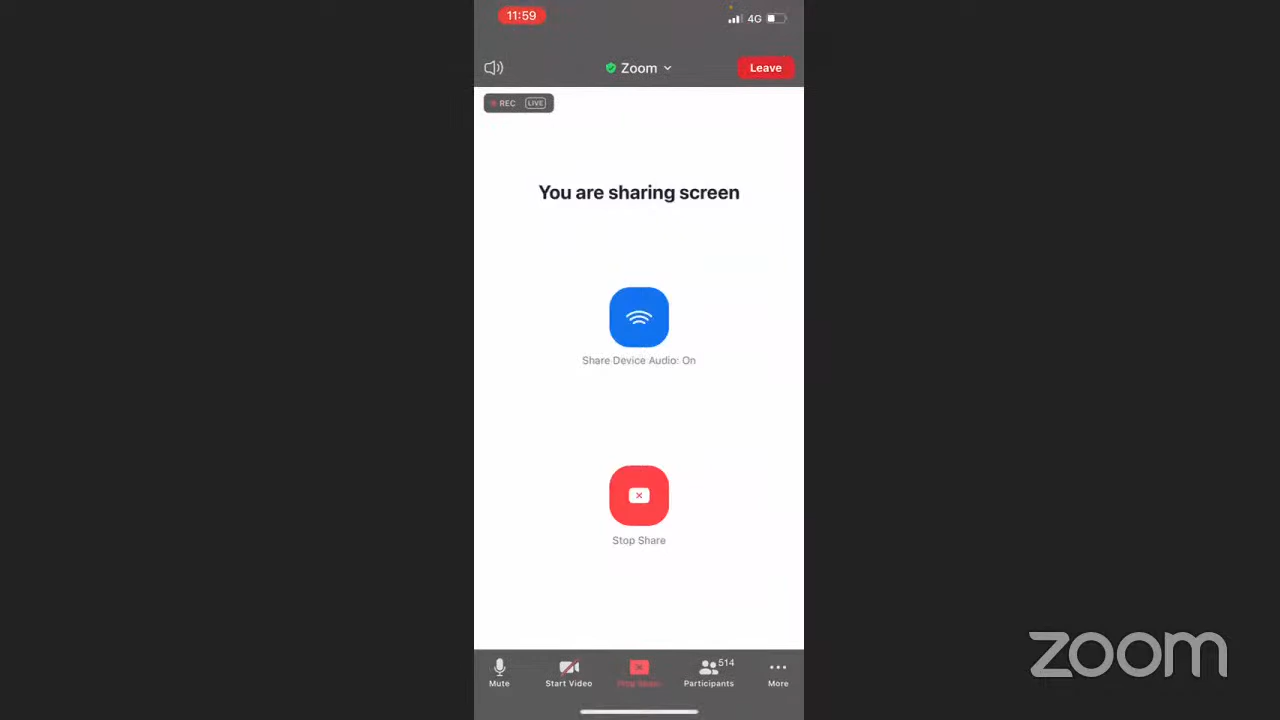 11:59
4G
Zoom
Leave
REC LIVE
You are sharing screen
Share Device Audio: On
Stop Share
514
Mute
Start Video
Participants
More
zoom